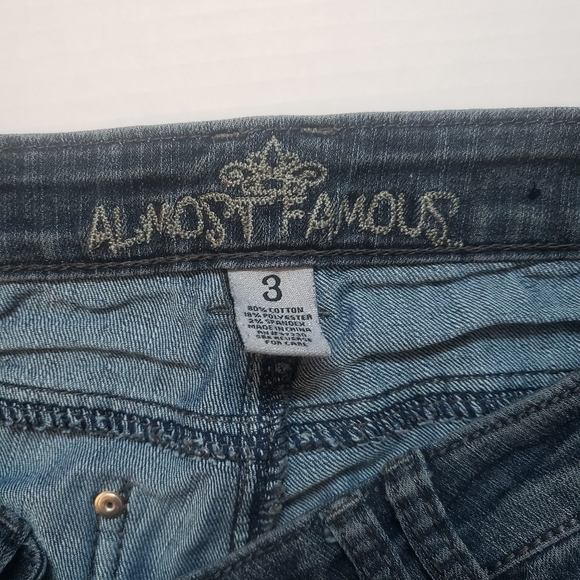 ALMOST FAMOUS
3
80% COTTON
18% POLYESTER
2% SPANDEX
MADE IN CHINA
SEE REVERSE
FOR CARE